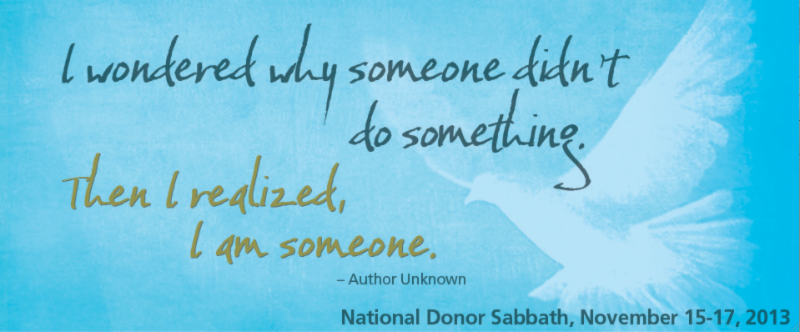 I wondered why someone didn't
do something.
Then I realized,
I am someone.
– Author Unknown
National Donor Sabbath, November 15-17, 2013